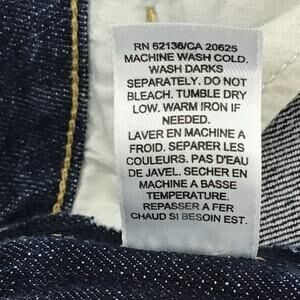 RN 62136/CA 20625
MACHINE WASH COLD.
WASH DARKS
SEPARATELY. DO NOT
BLEACH. TUMBLE DRY
LOW. WARM IRON IF
NEEDED.
LAVER EN MACHINE A
FROID. SEPARER LES
COULEURS. PAS D'EAU
DE JAVEL. SECHER EN
MACHINE A BASSE
TEMPERATURE.
REPASSER A FER
CHAUD SI BESOIN EST.